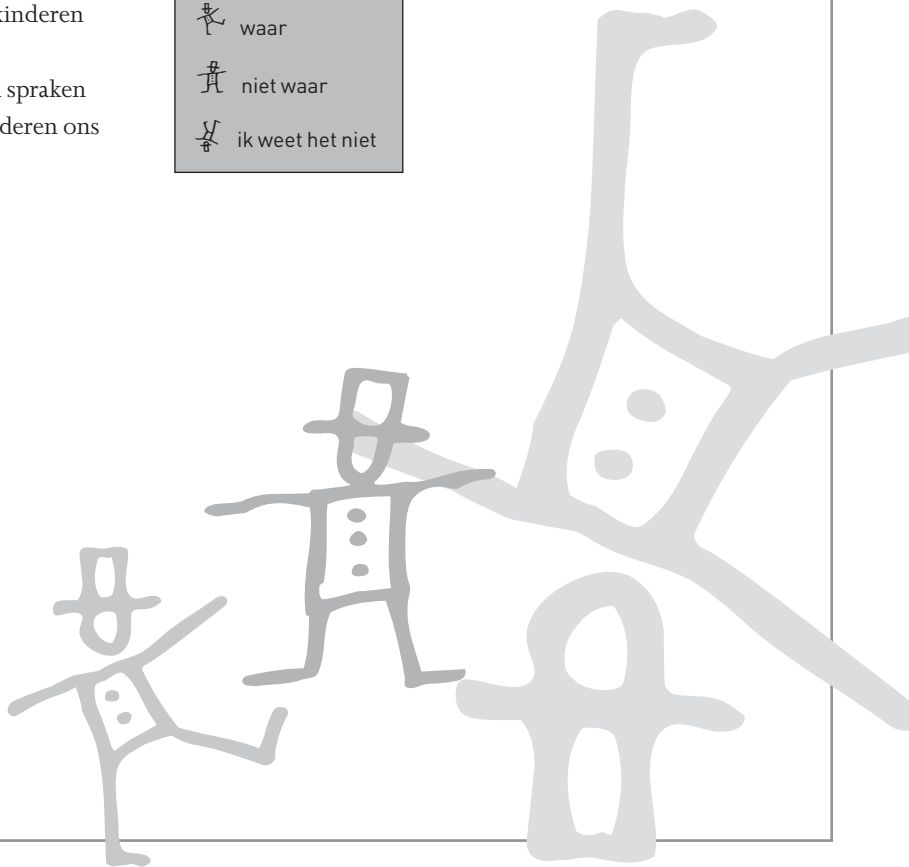 kinderen
spraken
deren ons
waar
niet waar
ik weet het niet